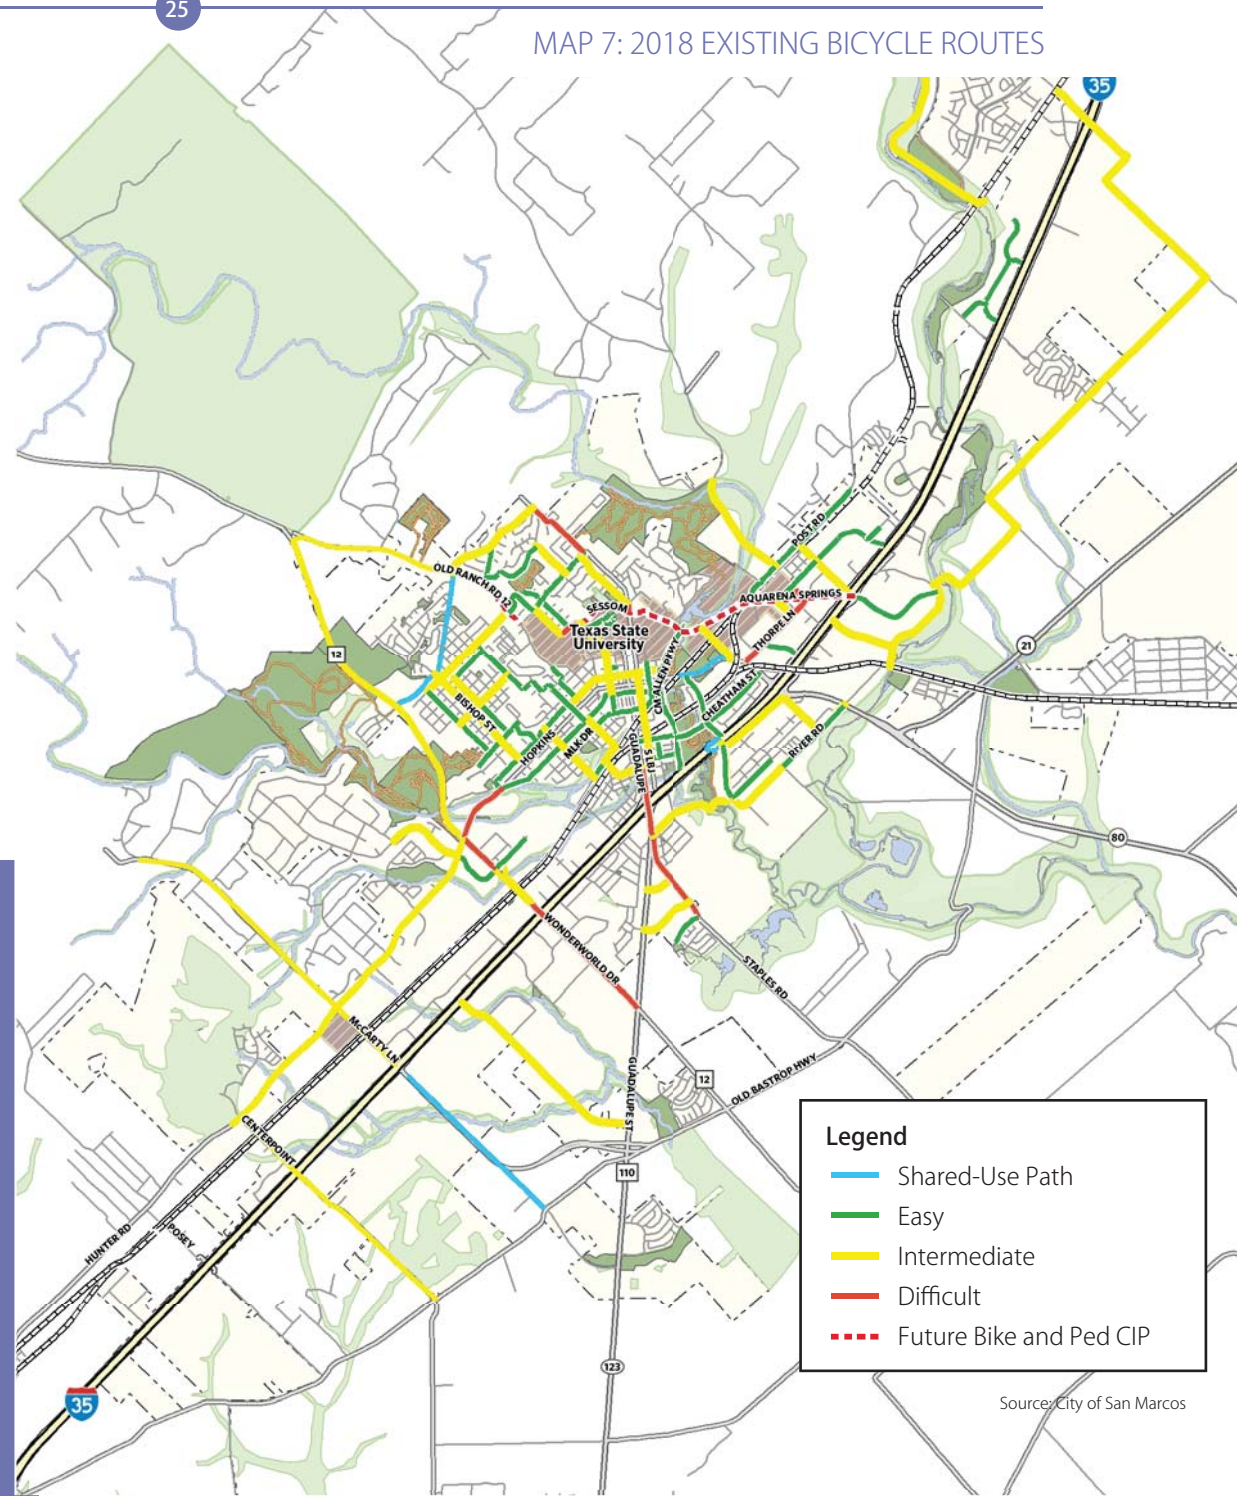 25
MAP 7: 2018 EXISTING BICYCLE ROUTES
35
POST RD
OLD RANCH RD 12
AQUARENA SPRINGS
SESSOM
Texas State
University
THORPE LN
CM ALLEN PKWY
12
21
CHEATHAM ST
BISHOP ST
HOPKINS
MLK DR
GUADALUPE
S LBJ
RIVER RD
80
WONDERWORLD DR
STAPLES RD
McCARTY LN
GUADALUPE ST
12
OLD BASTROP HWY
CENTERPOINT
110
HUNTER RD
POSEY
123
35
Legend
Shared-Use Path
Easy
Intermediate
Difficult
Future Bike and Ped CIP
Source: City of San Marcos